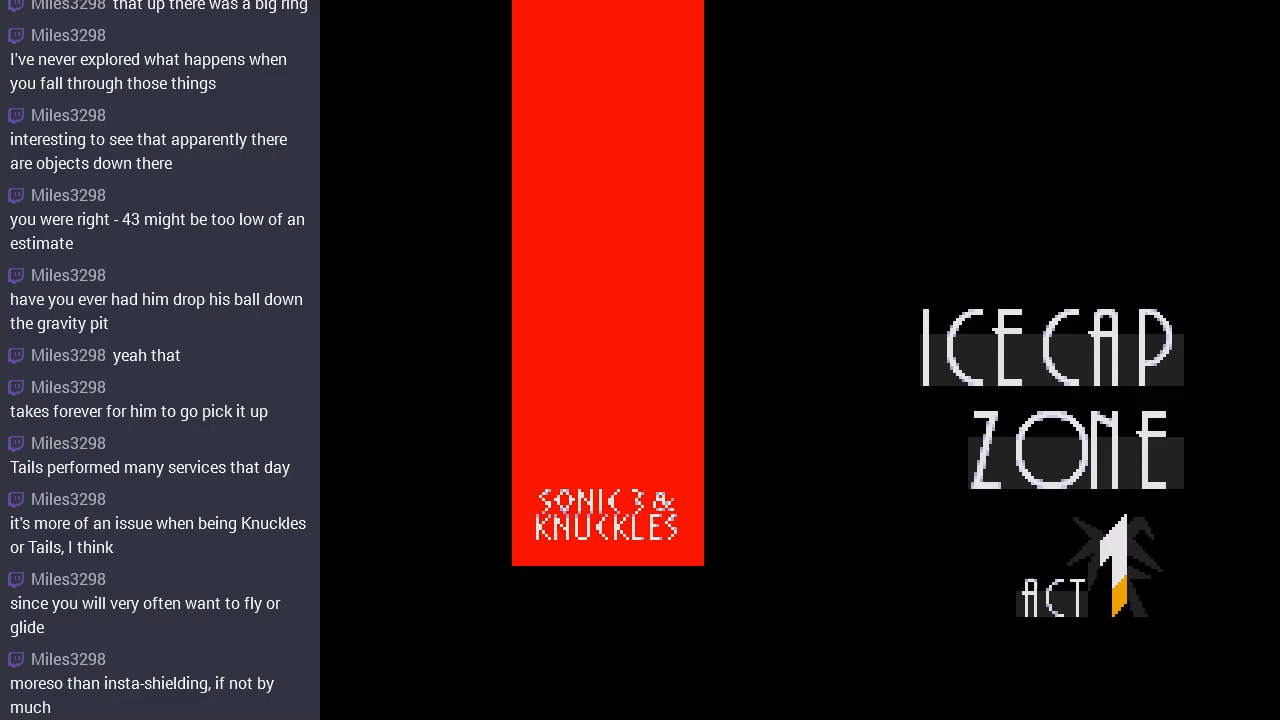 Miles3298 that up there was a big ring
Miles3298
I've never explored what happens when
you fall through those things
Miles3298
interesting to see that apparently there
are objects down there
Miles3298
you were right - 43 might be too low of an
estimate
Miles3298
have you ever had him drop his ball down
the gravity pit
Miles3298 yeah that
Miles3298
takes forever for him to go pick it up
Miles3298
Tails performed many services that day
Miles3298
it's more of an issue when being Knuckles
or Tails, I think
Miles3298
since you will very often want to fly or
glide
Miles3298
moreso than insta-shielding, if not by
much
SONIC 3 &
KNUCKLES
ICECAP
ZONE
ACT 1